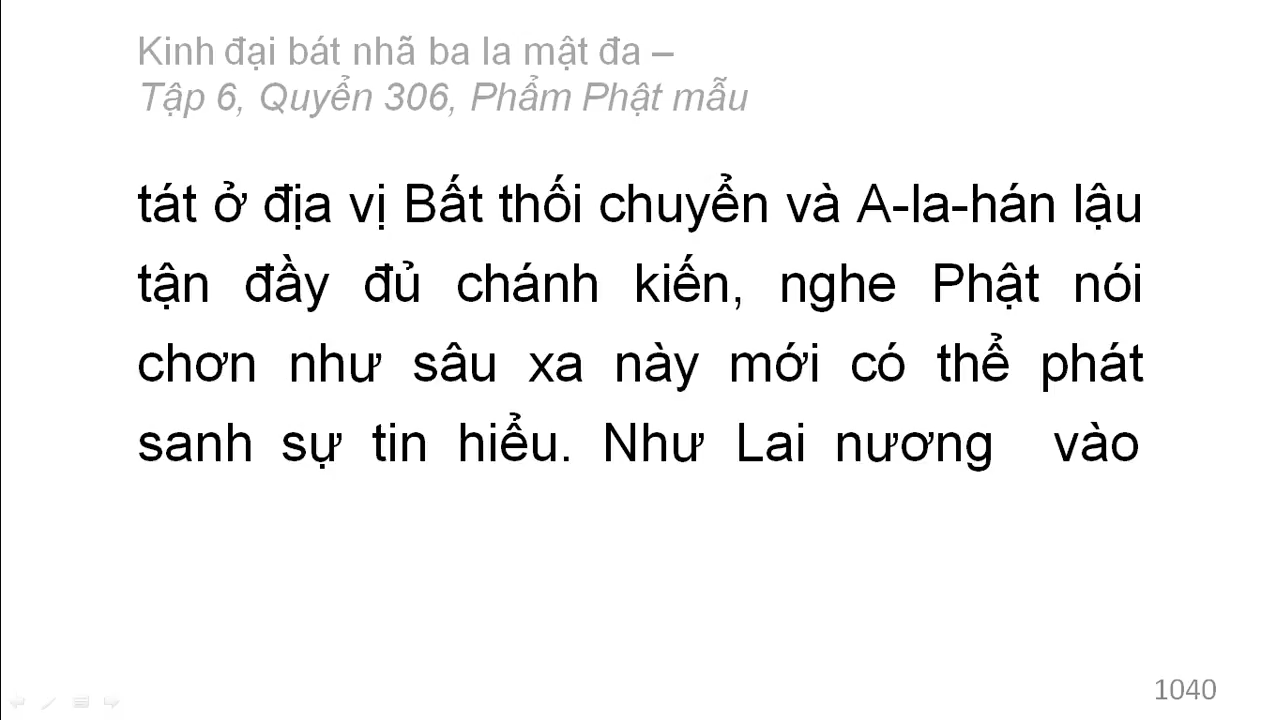 Kinh đại bát nhã ba la mật đa –
Tập 6, Quyển 306, Phẩm Phật mẫu
tát ở địa vị Bất thối chuyển và A-la-hán lậu
tận đầy đủ chánh kiến, nghe Phật nói
chơn như sâu xa này mới có thể phát
sanh sự tin hiểu. Như Lai nương vào
1040